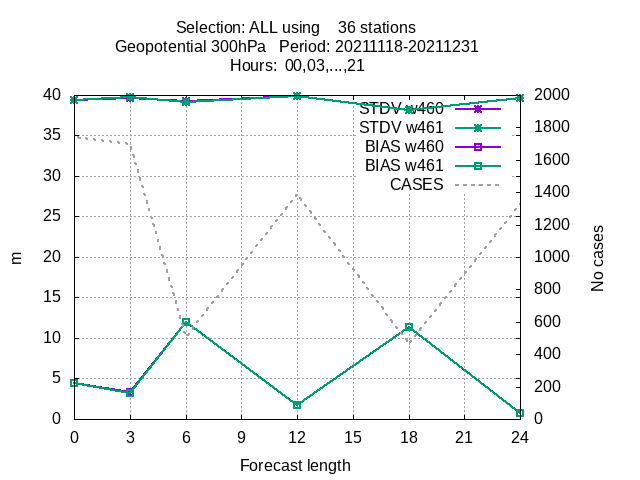 Selection: ALL using    36 stations
Geopotential 300hPa   Period: 20211118-20211231
Hours:  00,03,...,21
40
35
30
25
20
15
10
5
0
m
STDV w460
STDV w461
BIAS w460
BIAS w461
CASES
2000
1800
1600
1400
1200
1000
800
600
400
200
0
No cases
0 3 6 9 12 15 18 21 24
Forecast length